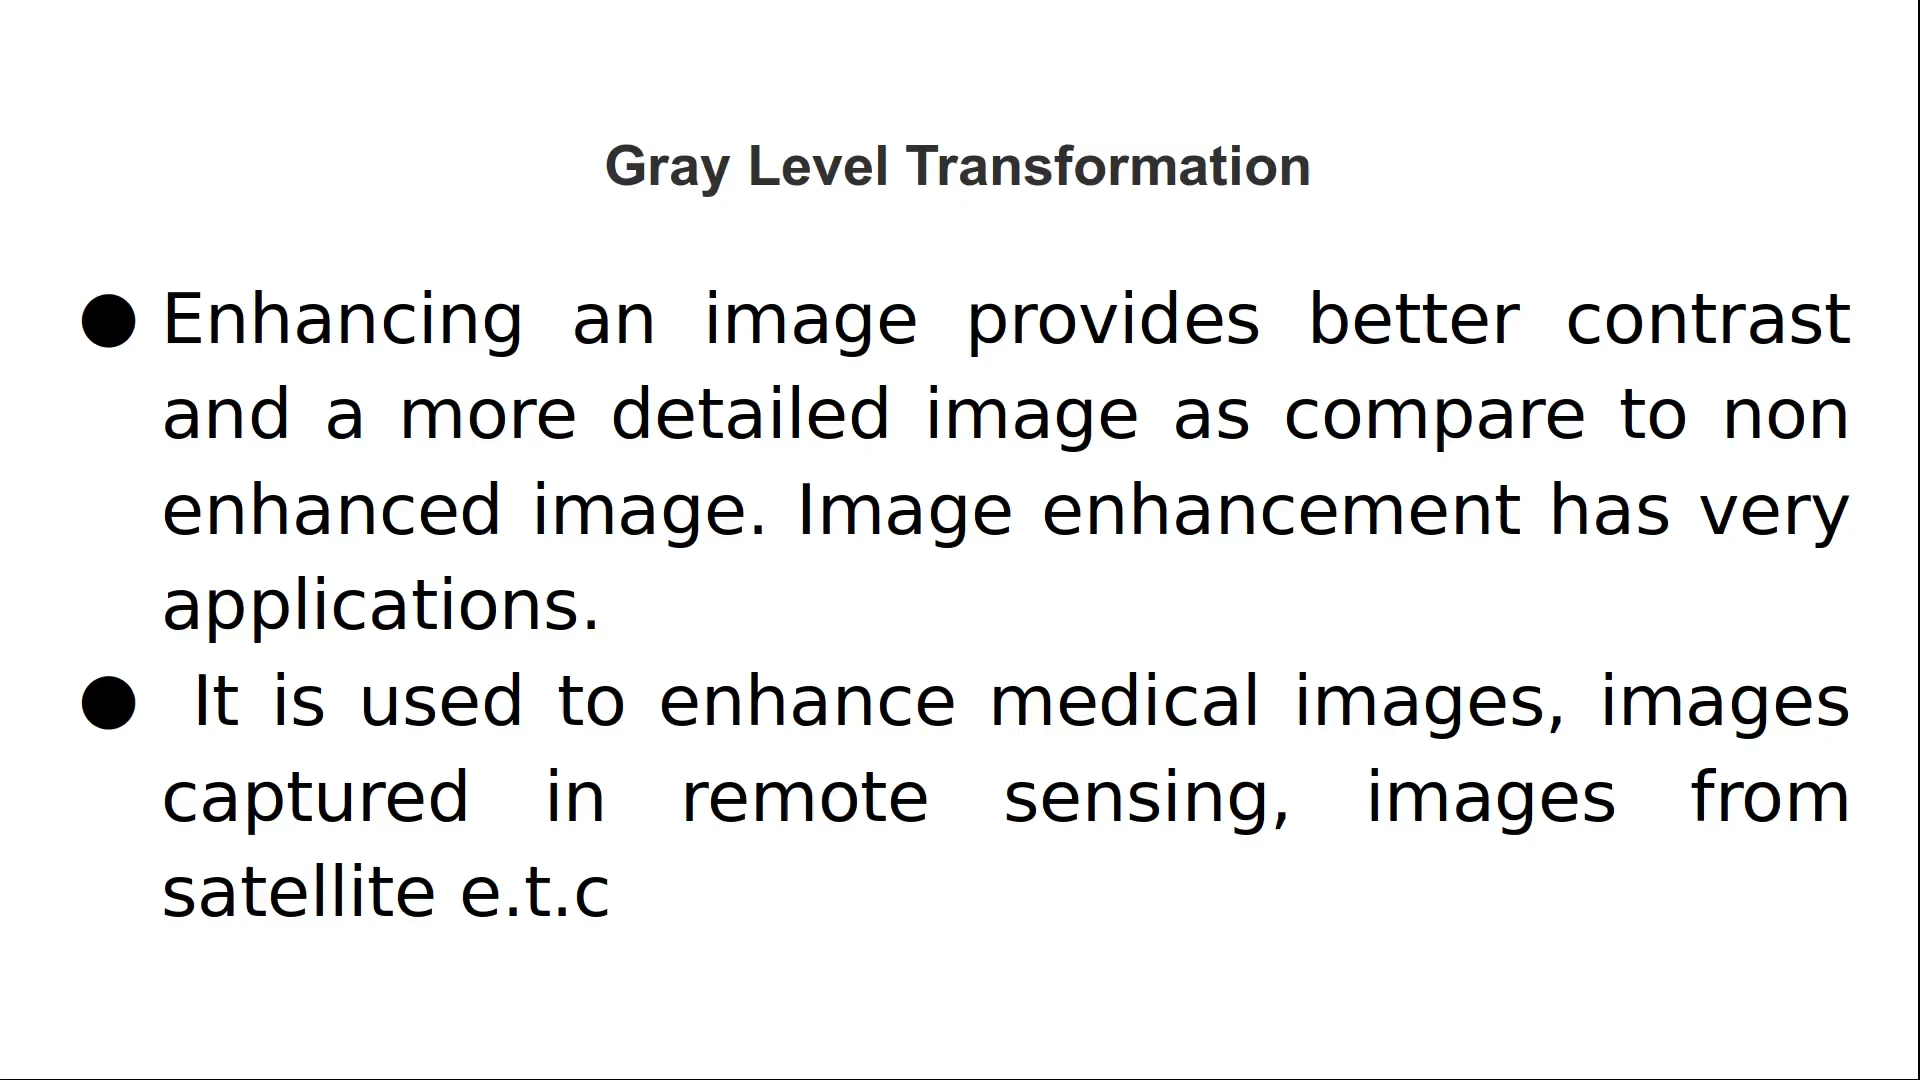 Gray Level Transformation
● Enhancing an image provides better contrast
and a more detailed image as compare to non
enhanced image. Image enhancement has very
applications.
● It is used to enhance medical images, images
captured in remote sensing, images from
satellite e.t.c